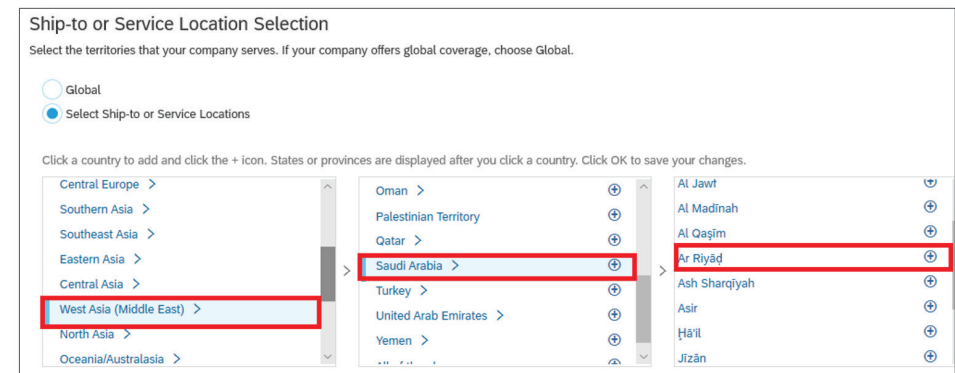 Ship-to or Service Location Selection
Select the territories that your company serves. If your company offers global coverage, choose Global.
Global
Select Ship-to or Service Locations
Click a country to add and click the + icon. States or provinces are displayed after you click a country. Click OK to save your changes.
Central Europe >
Southern Asia >
Southeast Asia >
Eastern Asia >
Central Asia >
West Asia (Middle East) >
North Asia >
Oceania/Australasia >
>
Oman >
Palestinian Territory
Qatar >
Saudi Arabia >
Turkey >
United Arab Emirates >
Yemen >
>
Al Jawf
Al Madīnah
Al Qaşīm
Ar Riyāḑ
Ash Sharqīyah
Asir
Ḩā'il
Jīzān